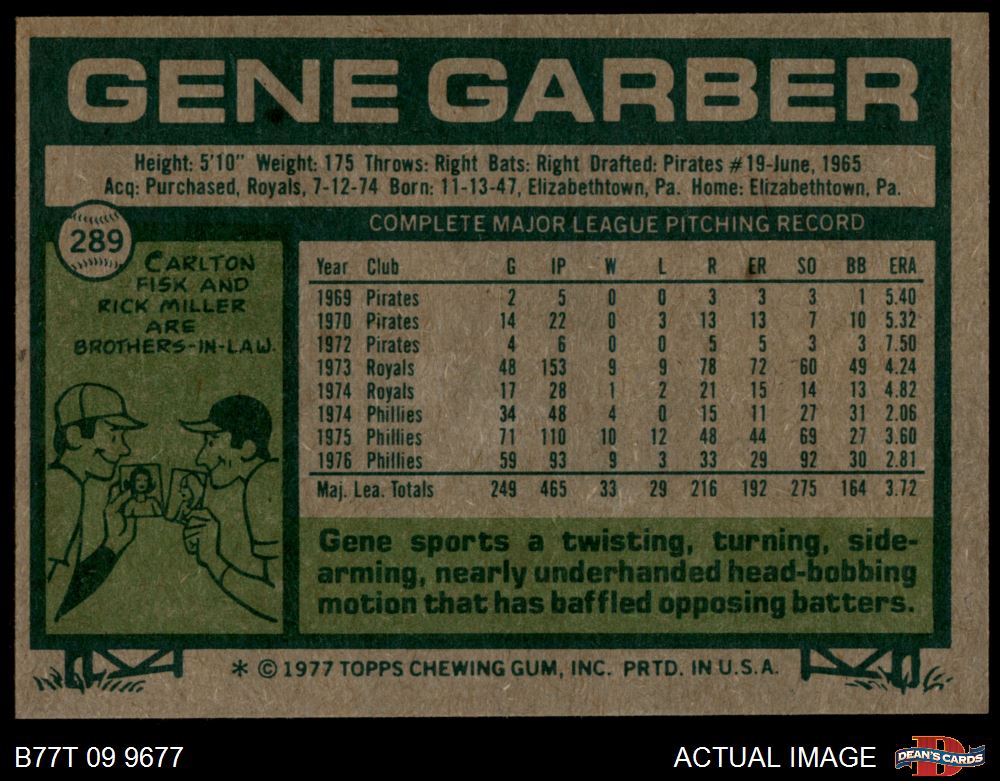 GENE GARBER
Height: 5'10" Weight: 175 Throws: Right Bats: Right Drafted: Pirates #19-June, 1965
Acq: Purchased, Royals, 7-12-74 Born: 11-13-47, Elizabethtown, Pa. Home: Elizabethtown, Pa.
289
CARLTON
FISK AND
RICK MILLER
ARE
BROTHERS-IN-LAW.
COMPLETE MAJOR LEAGUE PITCHING RECORD
Year Club G IP W L R ER SO BB ERA
1969 Pirates 2 5 0 0 3 3 3 1 5.40
1970 Pirates 14 22 0 3 13 13 7 10 5.32
1972 Pirates 4 6 0 0 5 5 3 3 7.50
1973 Royals 48 153 9 9 78 72 60 49 4.24
1974 Royals 17 28 1 2 21 15 14 13 4.82
1974 Phillies 34 48 4 0 15 11 27 31 2.06
1975 Phillies 71 110 10 12 48 44 69 27 3.60
1976 Phillies 59 93 9 3 33 29 92 30 2.81
Maj. Lea. Totals 249 465 33 29 216 192 275 164 3.72
Gene sports a twisting, turning, side-
arming, nearly underhanded head-bobbing
motion that has baffled opposing batters.
* © 1977 TOPPS CHEWING GUM, INC. PRTD. IN U.S.A.
B77T 09 9677
ACTUAL IMAGE
D
DEAN'S CARDS